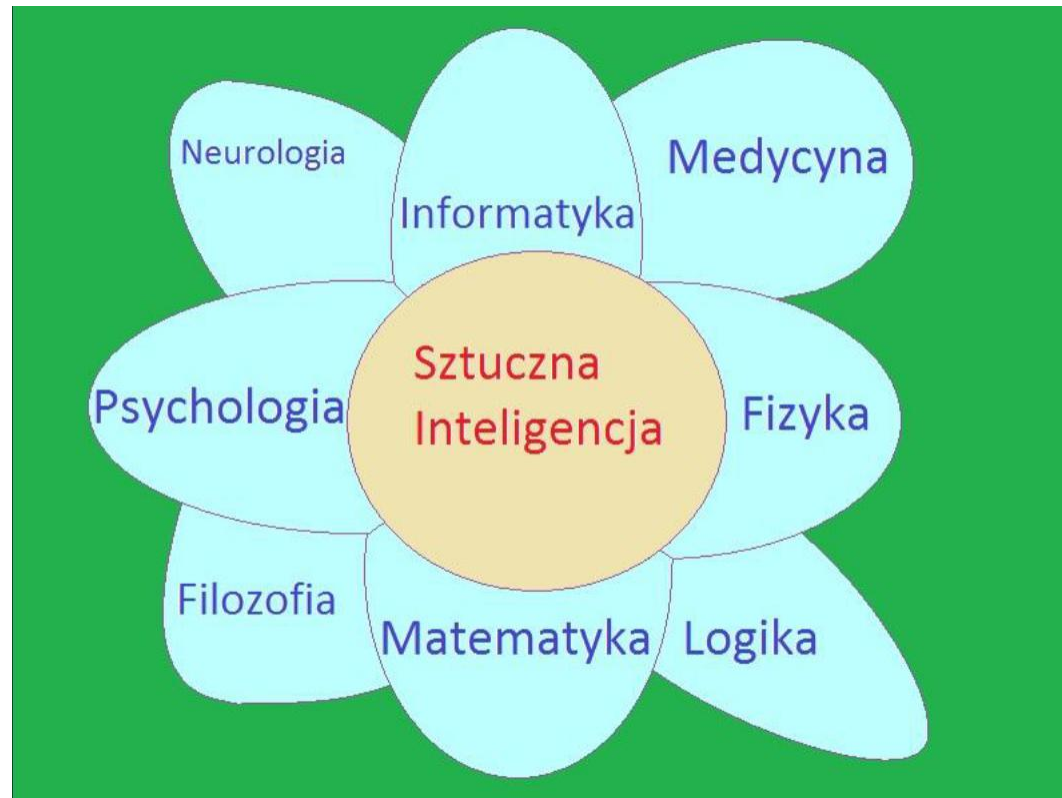 Neurologia
Medycyna
Informatyka
Sztuczna
Inteligencja
Psychologia
Fizyka
Filozofia
Matematyka
Logika